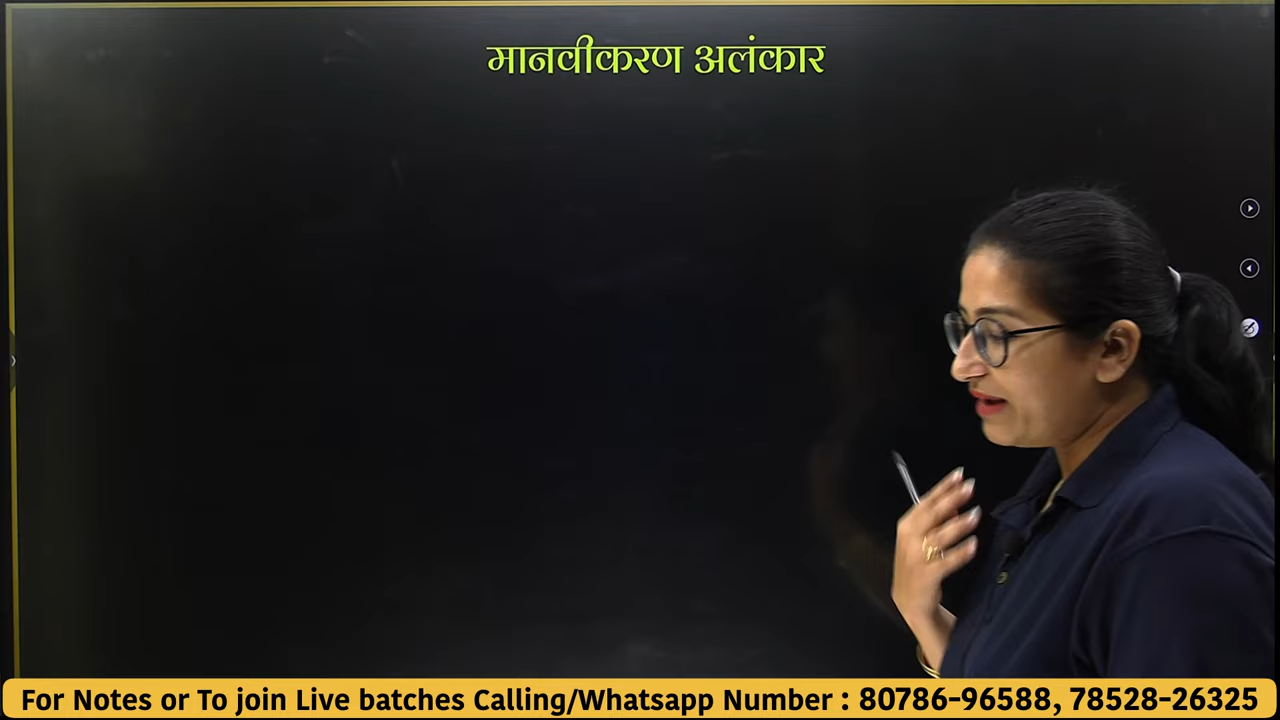 मानवीकरण अलंकार
For Notes or To join Live batches Calling/Whatsapp Number : 80786-96588, 78528-26325